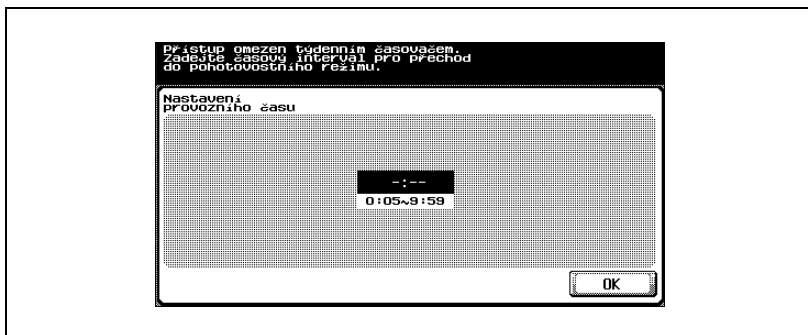 Přístup omezen týdenním časovačem.
Zadejte časový interval pro přechod
do pohotovostního režimu.
Nastavení
provozního času
-:--
0:05~9:59
OK